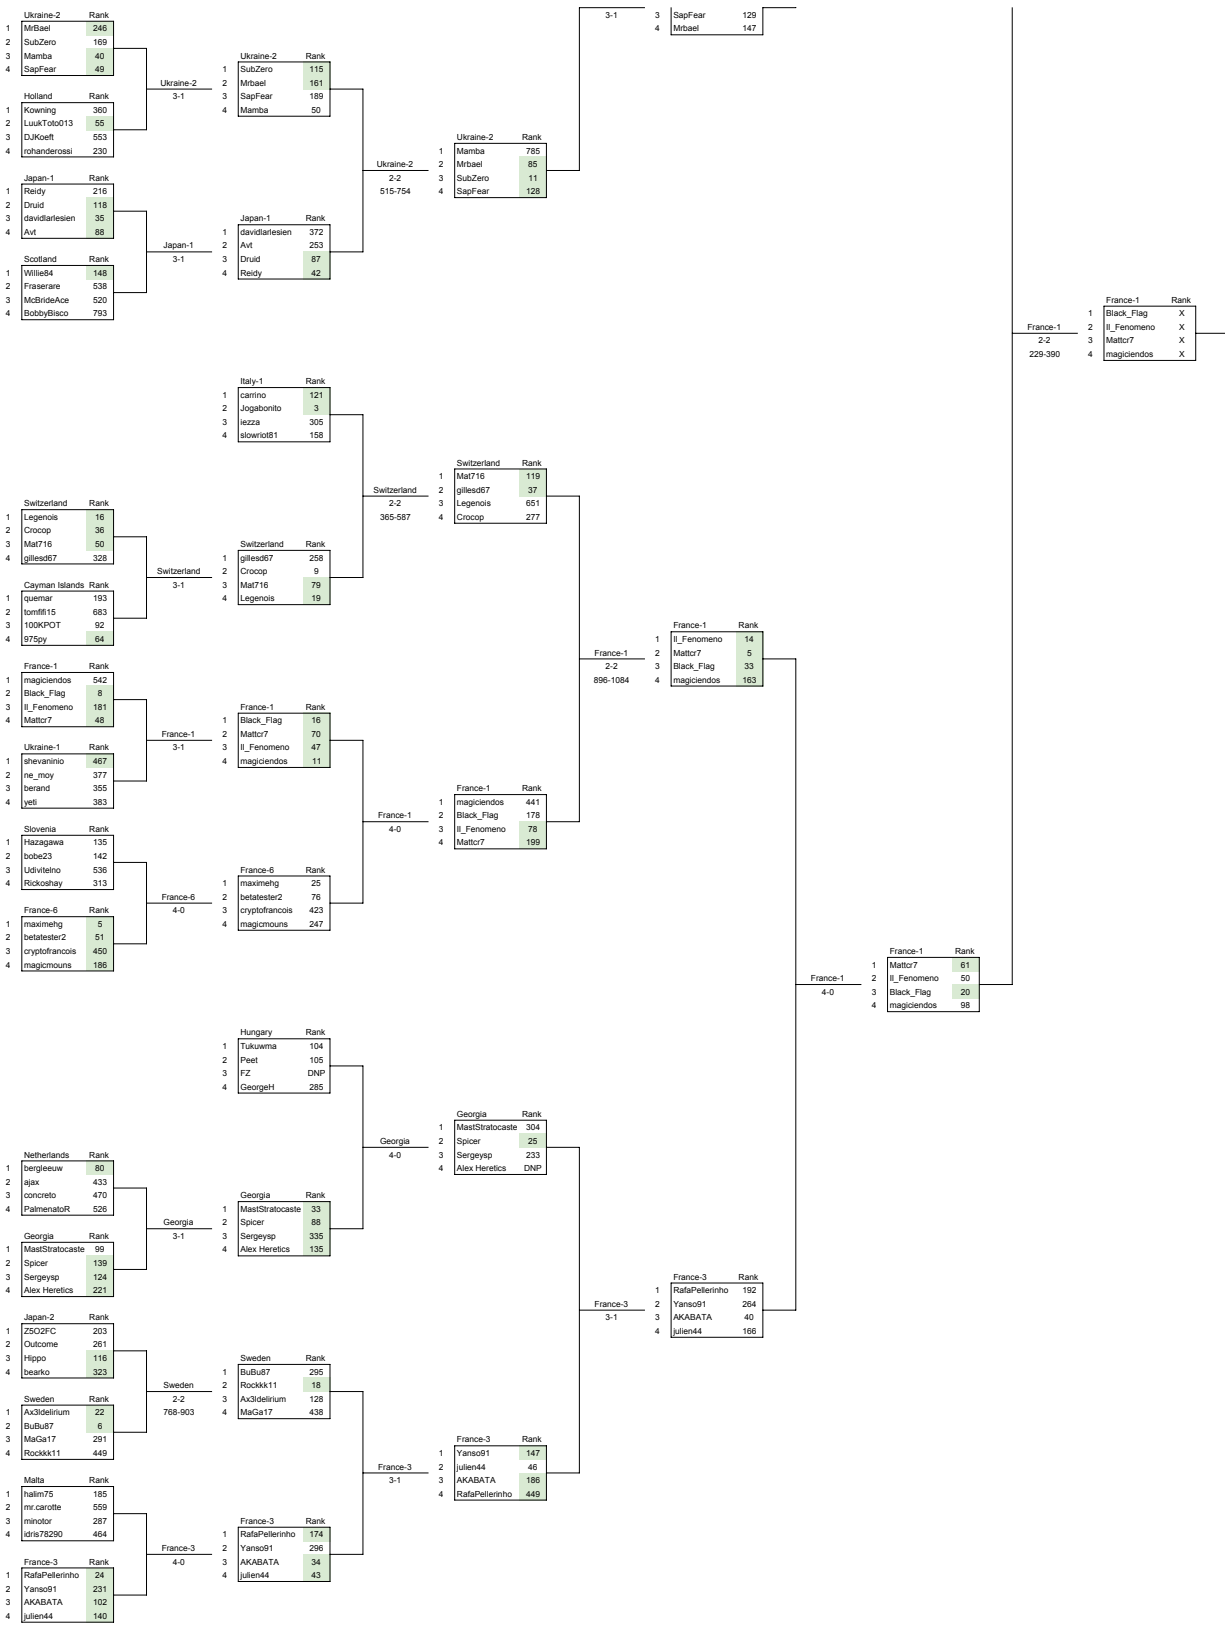 3-1
3 SapFear 129
4 Mrbael 147
Ukraine-2 Rank
1 MrBael 246
2 SubZero 169
3 Mamba 40
4 SapFear 49
Holland Rank
1 Kowning 360
2 LuukToto013 55
3 DJKoeft 553
4 rohanderossi 230
Ukraine-2
3-1
Ukraine-2 Rank
1 SubZero 115
2 Mrbael 161
3 SapFear 189
4 Mamba 50
Japan-1 Rank
1 Reidy 216
2 Druid 118
3 davidlarlesien 35
4 Avt 88
Scotland Rank
1 Willie84 148
2 Fraserare 538
3 McBrideAce 520
4 BobbyBisco 793
Japan-1
3-1
Japan-1 Rank
1 davidlarlesien 372
2 Avt 253
3 Druid 87
4 Reidy 42
Ukraine-2
2-2
515-754
Ukraine-2 Rank
1 Mamba 785
2 Mrbael 85
3 SubZero 11
4 SapFear 128
France-1
2-2
229-390
France-1 Rank
1 Black_Flag X
2 Il_Fenomeno X
3 Mattcr7 X
4 magiciendos X
Italy-1 Rank
1 carrino 121
2 Jogabonito 3
3 iezza 305
4 slowriot81 158
Switzerland Rank
1 Legenois 16
2 Crocop 36
3 Mat716 50
4 gillesd67 328
Cayman Islands Rank
1 quemar 193
2 tomfifi15 683
3 100KPOT 92
4 975py 64
Switzerland
3-1
Switzerland Rank
1 gillesd67 258
2 Crocop 9
3 Mat716 79
4 Legenois 19
Switzerland
2-2
365-587
Switzerland Rank
1 Mat716 119
2 gillesd67 37
3 Legenois 651
4 Crocop 277
France-1 Rank
1 magiciendos 542
2 Black_Flag 8
3 Il_Fenomeno 181
4 Mattcr7 48
Ukraine-1 Rank
1 shevaninio 467
2 ne_moy 377
3 berand 355
4 yeti 383
France-1
3-1
France-1 Rank
1 Black_Flag 16
2 Mattcr7 70
3 Il_Fenomeno 47
4 magiciendos 11
Slovenia Rank
1 Hazagawa 135
2 bobe23 142
3 Udivitelno 536
4 Rickoshay 313
France-6 Rank
1 maximehg 5
2 betatester2 51
3 cryptofrancois 450
4 magicmouns 186
France-6
4-0
France-6 Rank
1 maximehg 25
2 betatester2 76
3 cryptofrancois 423
4 magicmouns 247
France-1
4-0
France-1 Rank
1 magiciendos 441
2 Black_Flag 178
3 Il_Fenomeno 78
4 Mattcr7 199
France-1
2-2
896-1084
France-1 Rank
1 Il_Fenomeno 14
2 Mattcr7 5
3 Black_Flag 33
4 magiciendos 163
France-1
4-0
France-1 Rank
1 Mattcr7 61
2 Il_Fenomeno 50
3 Black_Flag 20
4 magiciendos 98
Hungary Rank
1 Tukuwma 104
2 Peet 105
3 FZ DNP
4 GeorgeH 285
Netherlands Rank
1 bergleeuw 80
2 ajax 433
3 concreto 470
4 PalmenatoR 526
Georgia Rank
1 MastStratocaste 99
2 Spicer 139
3 Sergeysp 124
4 Alex Heretics 221
Georgia
3-1
Georgia Rank
1 MastStratocaste 33
2 Spicer 88
3 Sergeysp 335
4 Alex Heretics 135
Georgia
4-0
Georgia Rank
1 MastStratocaste 304
2 Spicer 25
3 Sergeysp 233
4 Alex Heretics DNP
Japan-2 Rank
1 Z5O2FC 203
2 Outcome 261
3 Hippo 116
4 bearko 323
Sweden Rank
1 Ax3ldelirium 22
2 BuBu87 6
3 MaGa17 291
4 Rockkk11 449
Sweden
2-2
768-903
Sweden Rank
1 BuBu87 295
2 Rockkk11 18
3 Ax3ldelirium 128
4 MaGa17 438
Malta Rank
1 halim75 185
2 mr.carotte 559
3 minotor 287
4 idris78290 464
France-3 Rank
1 RafaPellerinho 24
2 Yanso91 231
3 AKABATA 102
4 julien44 140
France-3
4-0
France-3 Rank
1 RafaPellerinho 174
2 Yanso91 296
3 AKABATA 34
4 julien44 43
France-3
3-1
France-3 Rank
1 Yanso91 147
2 julien44 46
3 AKABATA 186
4 RafaPellerinho 449
France-3
3-1
France-3 Rank
1 RafaPellerinho 192
2 Yanso91 264
3 AKABATA 40
4 julien44 166